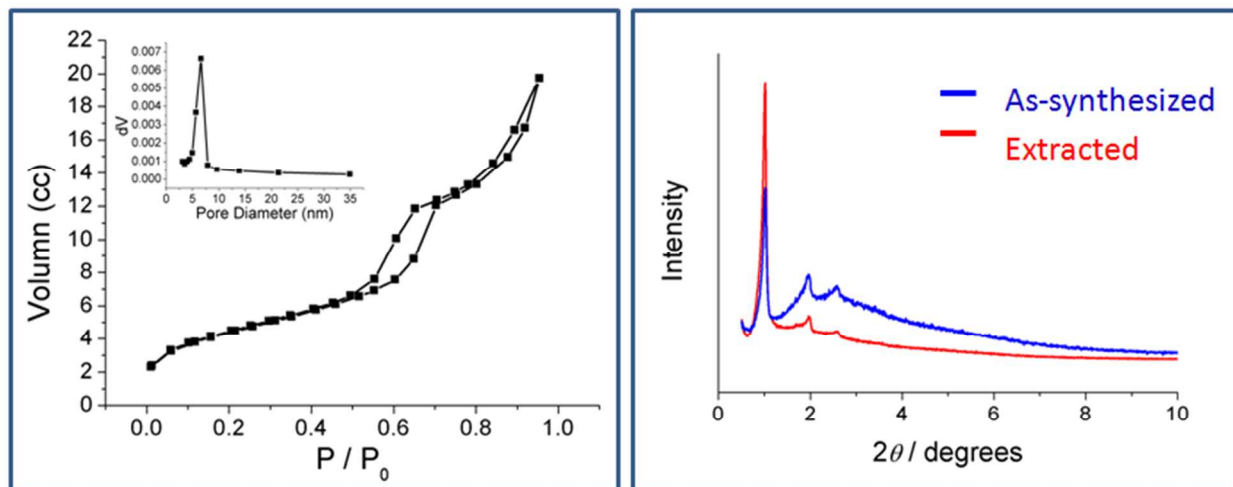 22
20
18
16
14
12
10
8
6
4
2
0
Volumn (cc)
0.0 0.2 0.4 0.6 0.8 1.0
P / P₀
0.007
0.006
0.005
0.004
0.003
0.002
0.001
0.000
dV
0 5 10 15 20 25 30 35
Pore Diameter (nm)
Intensity
As-synthesized
Extracted
0 2 4 6 8 10
2θ / degrees